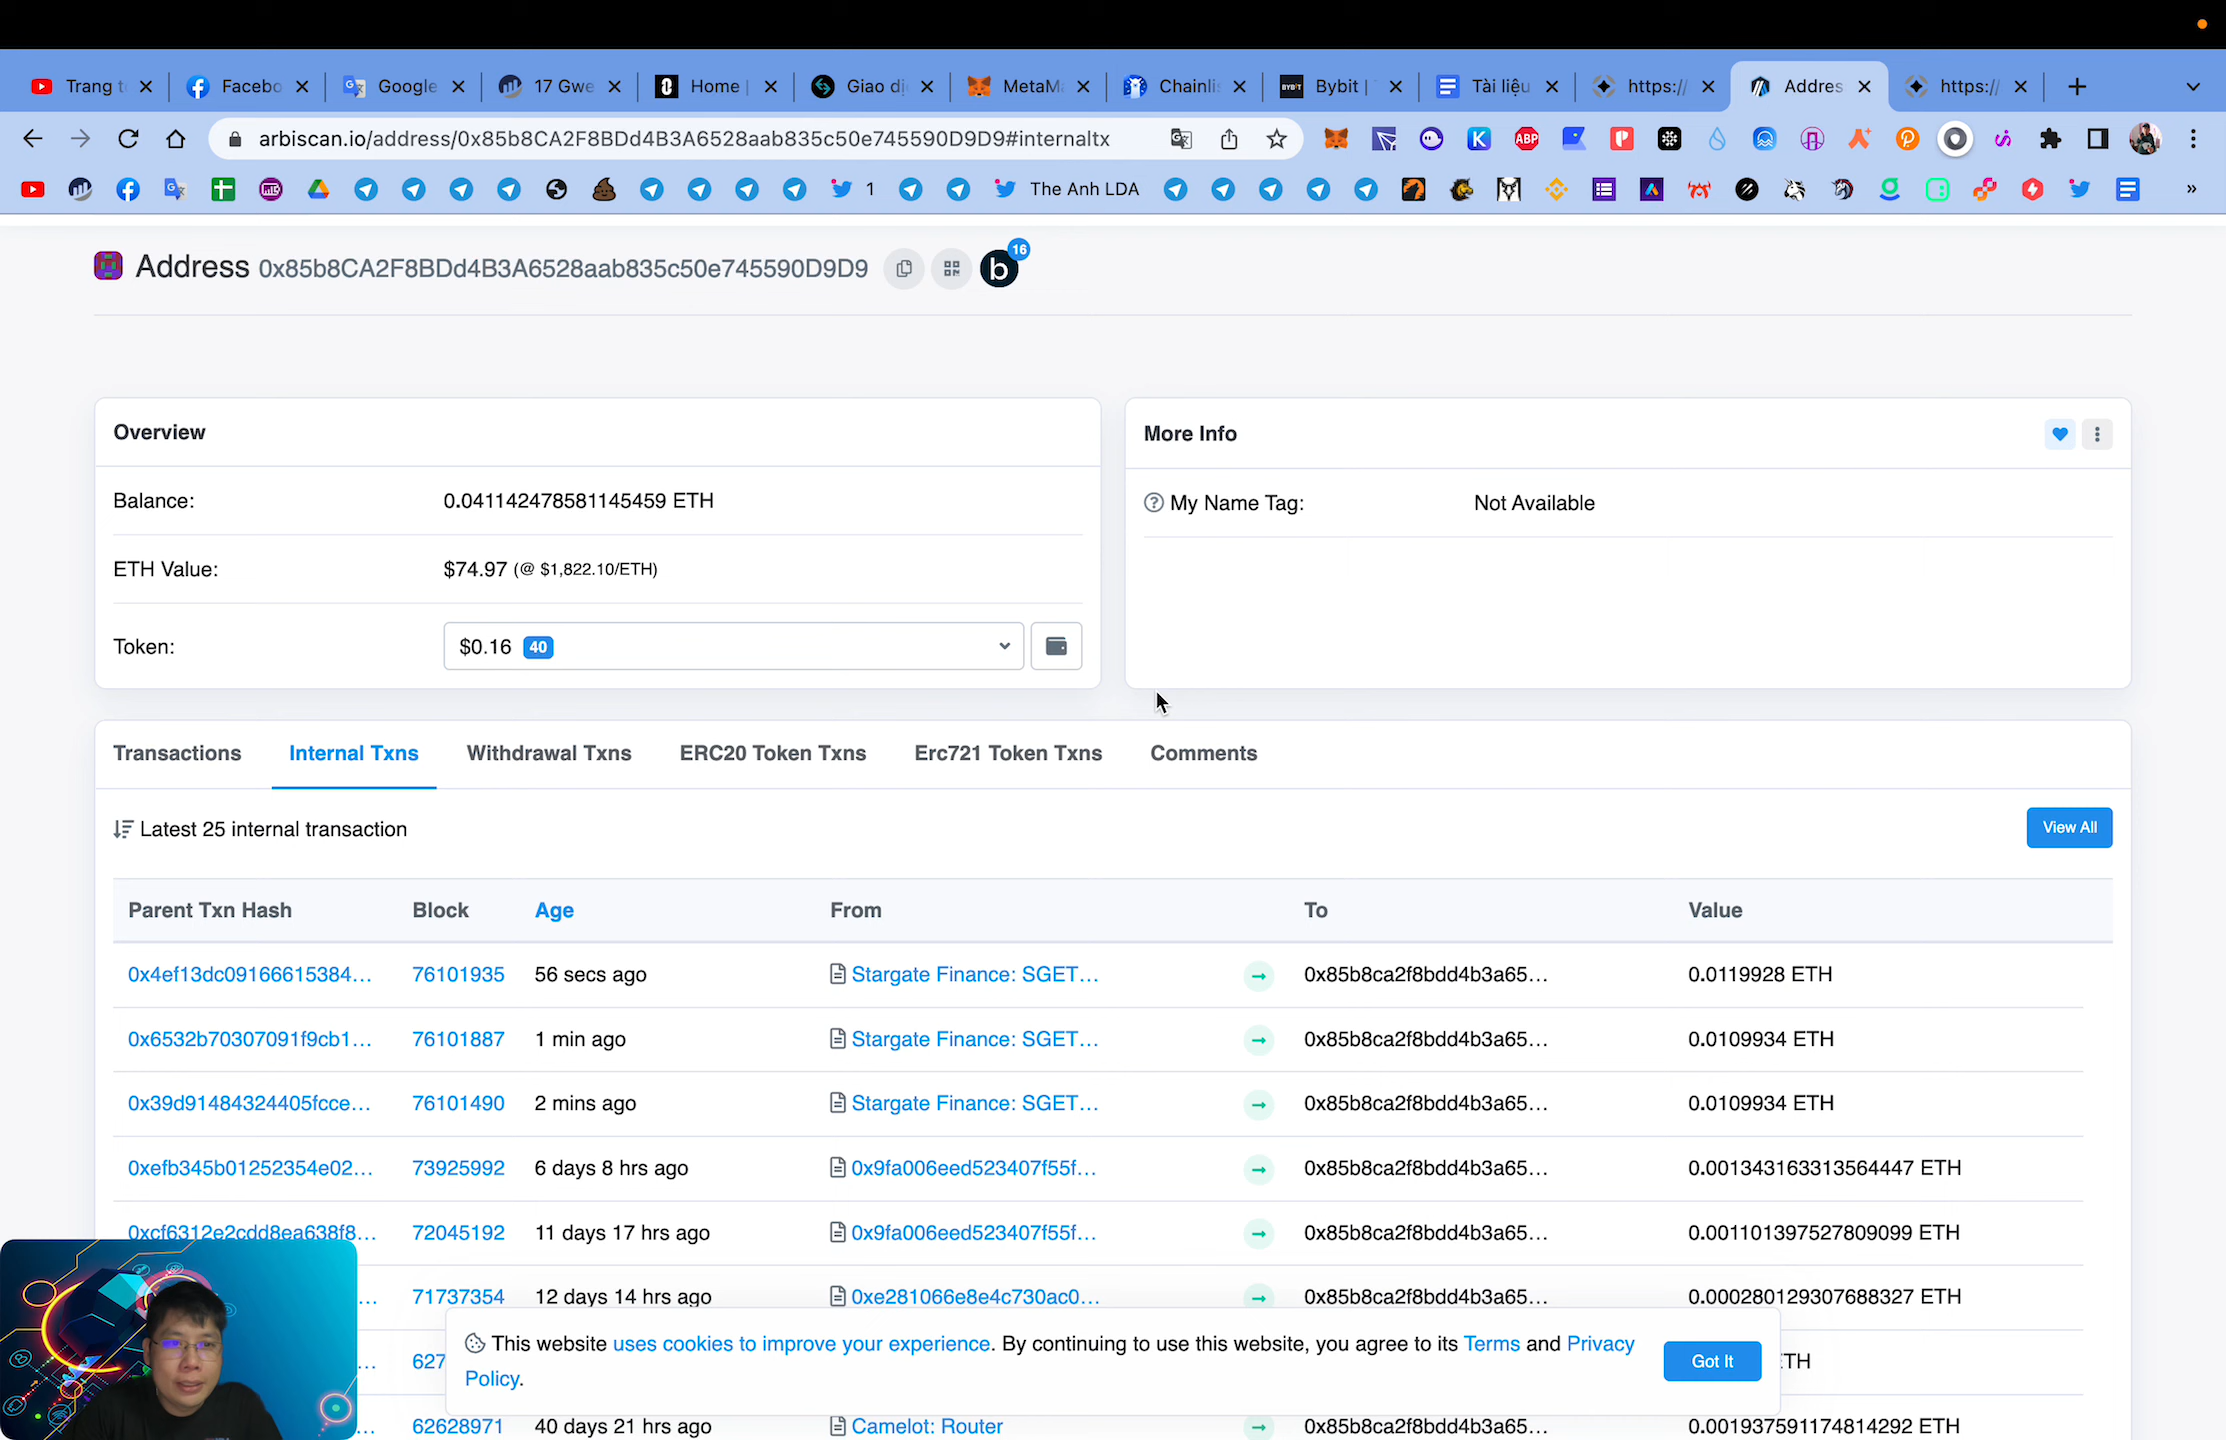 Trang t
Facebo
Google
17 Gwe
Home |
Giao dị
MetaMa
Chainlis
Bybit |
Tài liệu
https://
Addres
https://
arbiscan.io/address/0x85b8CA2F8BDd4B3A6528aab835c50e745590D9D9#internaltx
ABP
1
The Anh LDA
»
Address 0x85b8CA2F8BDd4B3A6528aab835c50e745590D9D9
b 16
Overview
Balance: 0.041142478581145459 ETH
ETH Value: $74.97 (@ $1,822.10/ETH)
Token: $0.16 40
More Info
My Name Tag: Not Available
Transactions Internal Txns Withdrawal Txns ERC20 Token Txns Erc721 Token Txns Comments
Latest 25 internal transaction
View All
Parent Txn Hash Block Age From To Value
0x4ef13dc09166615384... 76101935 56 secs ago Stargate Finance: SGET... 0x85b8ca2f8bdd4b3a65... 0.0119928 ETH
0x6532b70307091f9cb1... 76101887 1 min ago Stargate Finance: SGET... 0x85b8ca2f8bdd4b3a65... 0.0109934 ETH
0x39d91484324405fcce... 76101490 2 mins ago Stargate Finance: SGET... 0x85b8ca2f8bdd4b3a65... 0.0109934 ETH
0xefb345b01252354e02... 73925992 6 days 8 hrs ago 0x9fa006eed523407f55f... 0x85b8ca2f8bdd4b3a65... 0.001343163313564447 ETH
0xcf6312e2cdd8ea638f8... 72045192 11 days 17 hrs ago 0x9fa006eed523407f55f... 0x85b8ca2f8bdd4b3a65... 0.001101397527809099 ETH
... 71737354 12 days 14 hrs ago 0xe281066e8e4c730ac0... 0x85b8ca2f8bdd4b3a65... 0.000280129307688327 ETH
... 627 TH
This website uses cookies to improve your experience. By continuing to use this website, you agree to its Terms and Privacy
Policy.
Got It
... 62628971 40 days 21 hrs ago Camelot: Router 0x85b8ca2f8bdd4b3a65... 0.001937591174814292 ETH